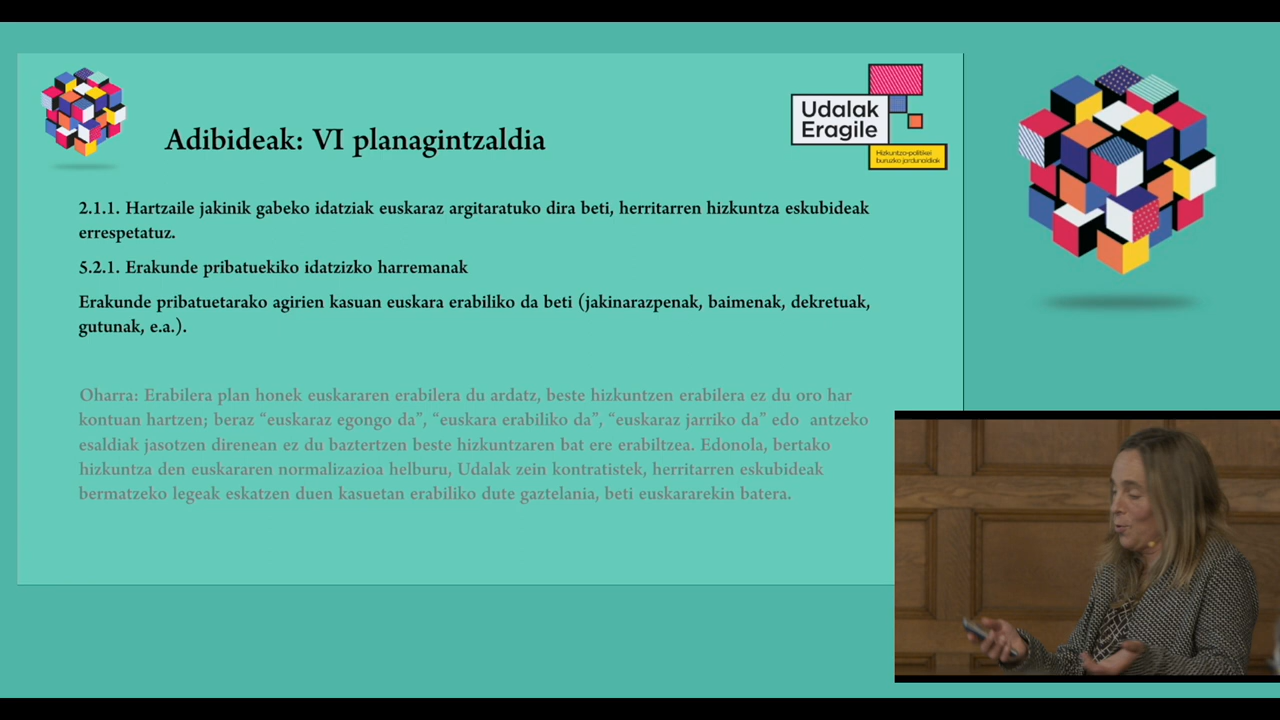 Adibideak: VI planagintzaldia
Udalak
Eragile
Hizkuntza-politikei
buruzko jardunaldiak
2.1.1. Hartzaile jakinik gabeko idatziak euskaraz argitaratuko dira beti, herritarren hizkuntza eskubideak
errespetatuz.
5.2.1. Erakunde pribatuekiko idatzizko harremanak
Erakunde pribatuetarako agirien kasuan euskara erabiliko da beti (jakinarazpenak, baimenak, dekretuak,
gutunak, e.a.).
Oharra: Erabilera plan honek euskararen erabilera du ardatz, beste hizkuntzen erabilera ez du oro har
kontuan hartzen; beraz “euskaraz egongo da”, “euskara erabiliko da”, “euskaraz jarriko da” edo antzeko
esaldiak jasotzen direnean ez du baztertzen beste hizkuntzaren bat ere erabiltzea. Edonola, bertako
hizkuntza den euskararen normalizazioa helburu, Udalak zein kontratistek, herritarren eskubideak
bermatzeko legeak eskatzen duen kasuetan erabiliko dute gaztelania, beti euskararekin batera.